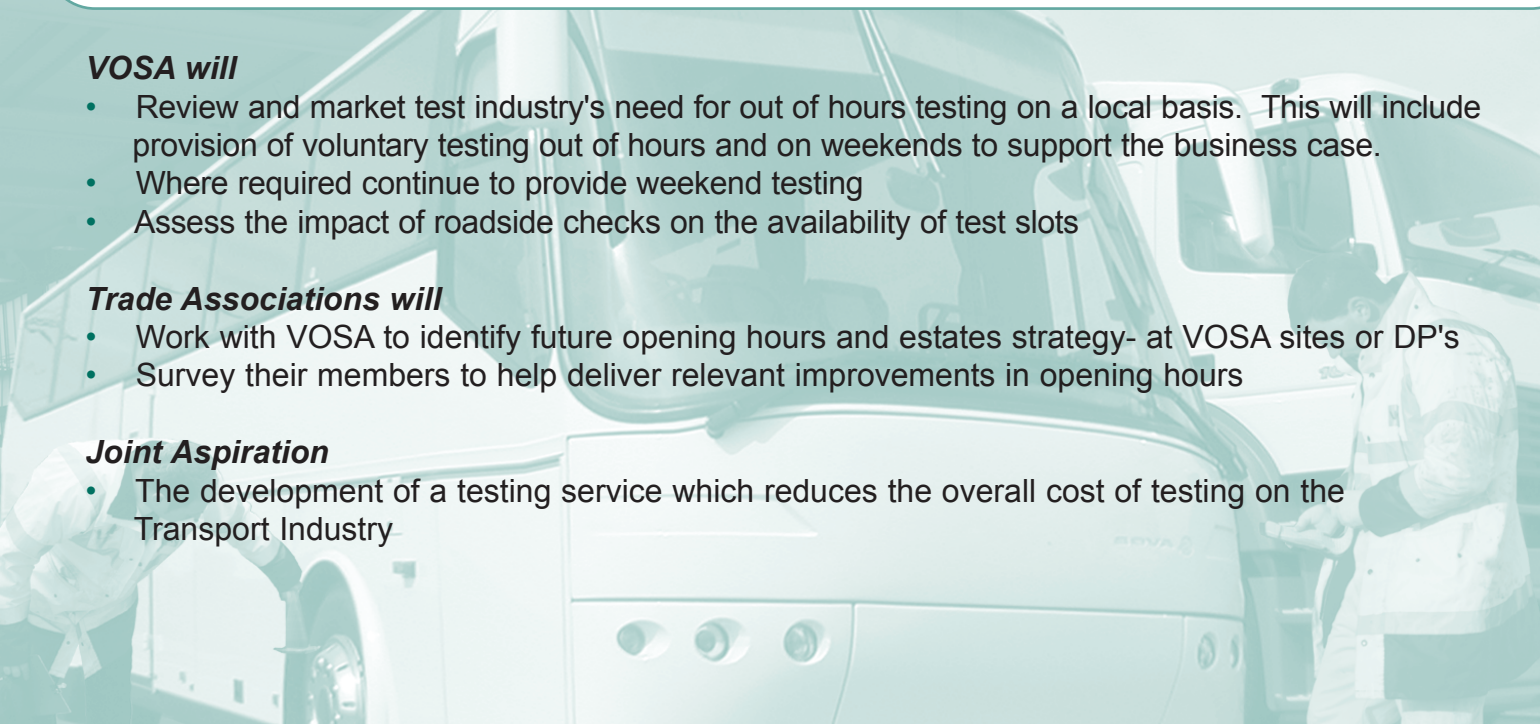 VOSA will
• Review and market test industry's need for out of hours testing on a local basis. This will include
provision of voluntary testing out of hours and on weekends to support the business case.
• Where required continue to provide weekend testing
• Assess the impact of roadside checks on the availability of test slots
Trade Associations will
• Work with VOSA to identify future opening hours and estates strategy- at VOSA sites or DP's
• Survey their members to help deliver relevant improvements in opening hours
Joint Aspiration
• The development of a testing service which reduces the overall cost of testing on the
Transport Industry